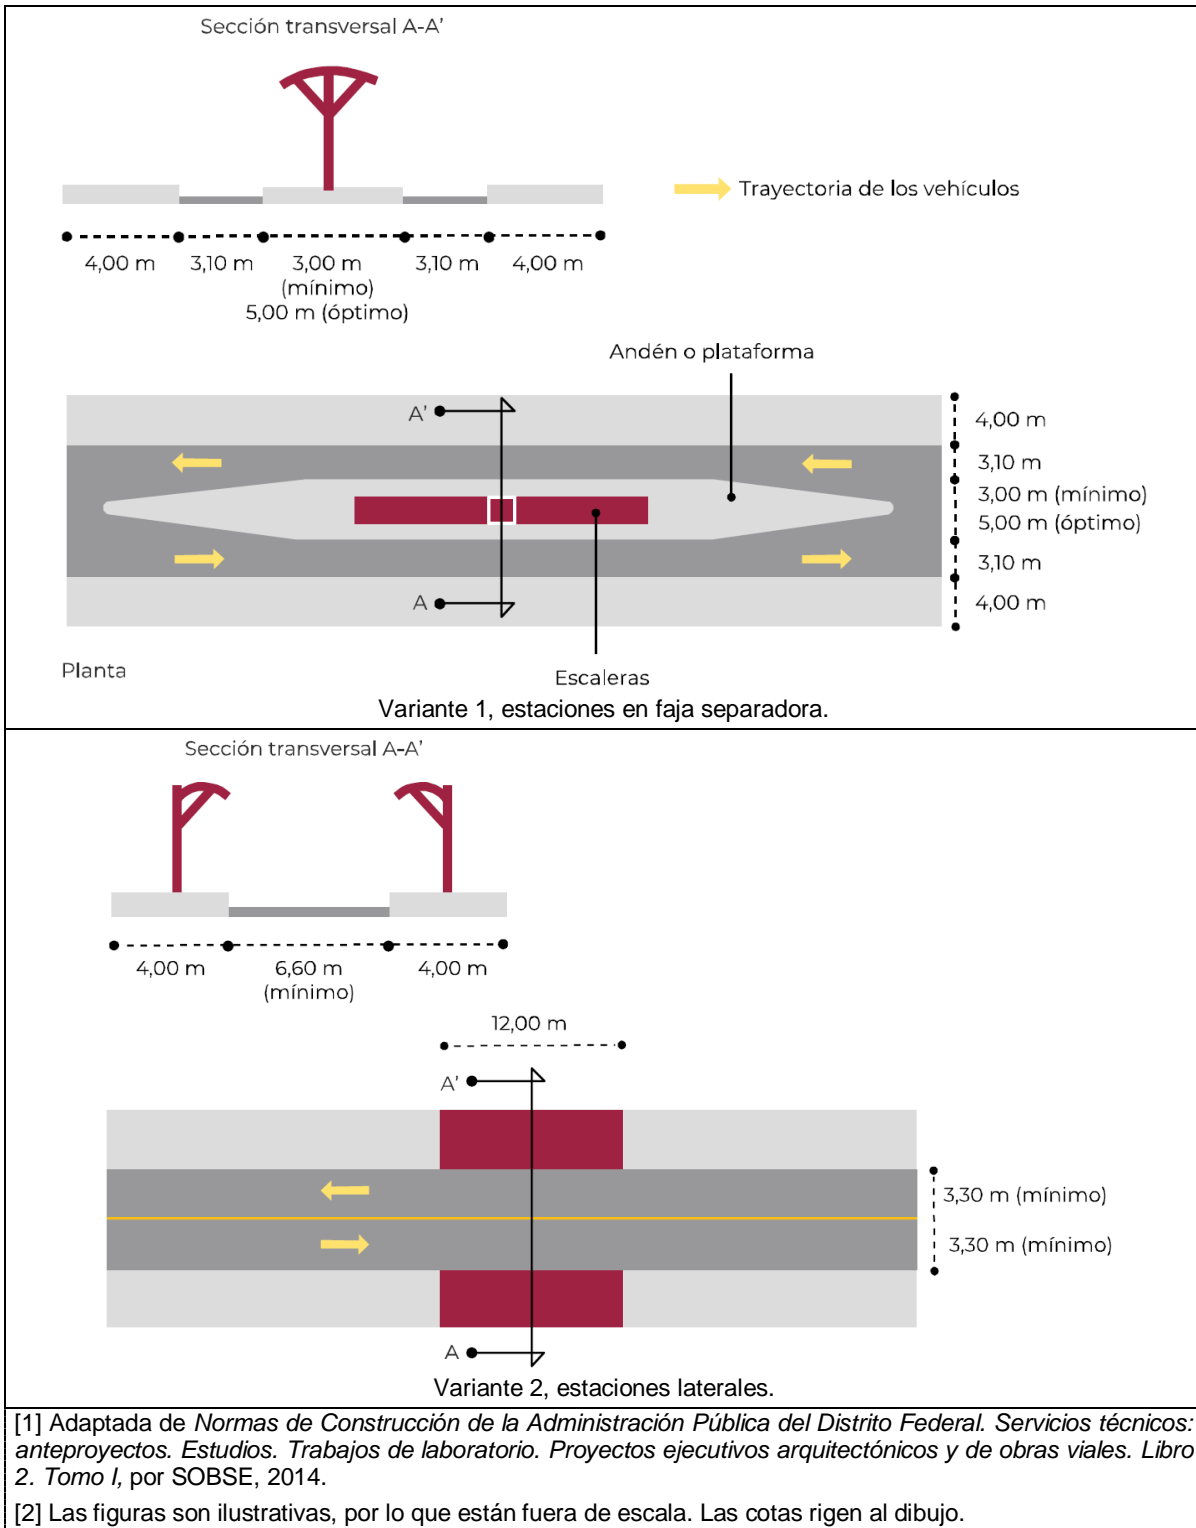 Sección transversal A-A’
Trayectoria de los vehículos
4,00 m 3,10 m 3,00 m 3,10 m 4,00 m
(mínimo)
5,00 m (óptimo)
Andén o plataforma
A’
4,00 m
3,10 m
3,00 m (mínimo)
5,00 m (óptimo)
3,10 m
A
4,00 m
Planta
Escaleras
Variante 1, estaciones en faja separadora.
Sección transversal A-A’
4,00 m 6,60 m 4,00 m
(mínimo)
12,00 m
A’
3,30 m (mínimo)
3,30 m (mínimo)
A
Variante 2, estaciones laterales.
[1] Adaptada de Normas de Construcción de la Administración Pública del Distrito Federal. Servicios técnicos:
anteproyectos. Estudios. Trabajos de laboratorio. Proyectos ejecutivos arquitectónicos y de obras viales. Libro
2. Tomo I, por SOBSE, 2014.
[2] Las figuras son ilustrativas, por lo que están fuera de escala. Las cotas rigen al dibujo.